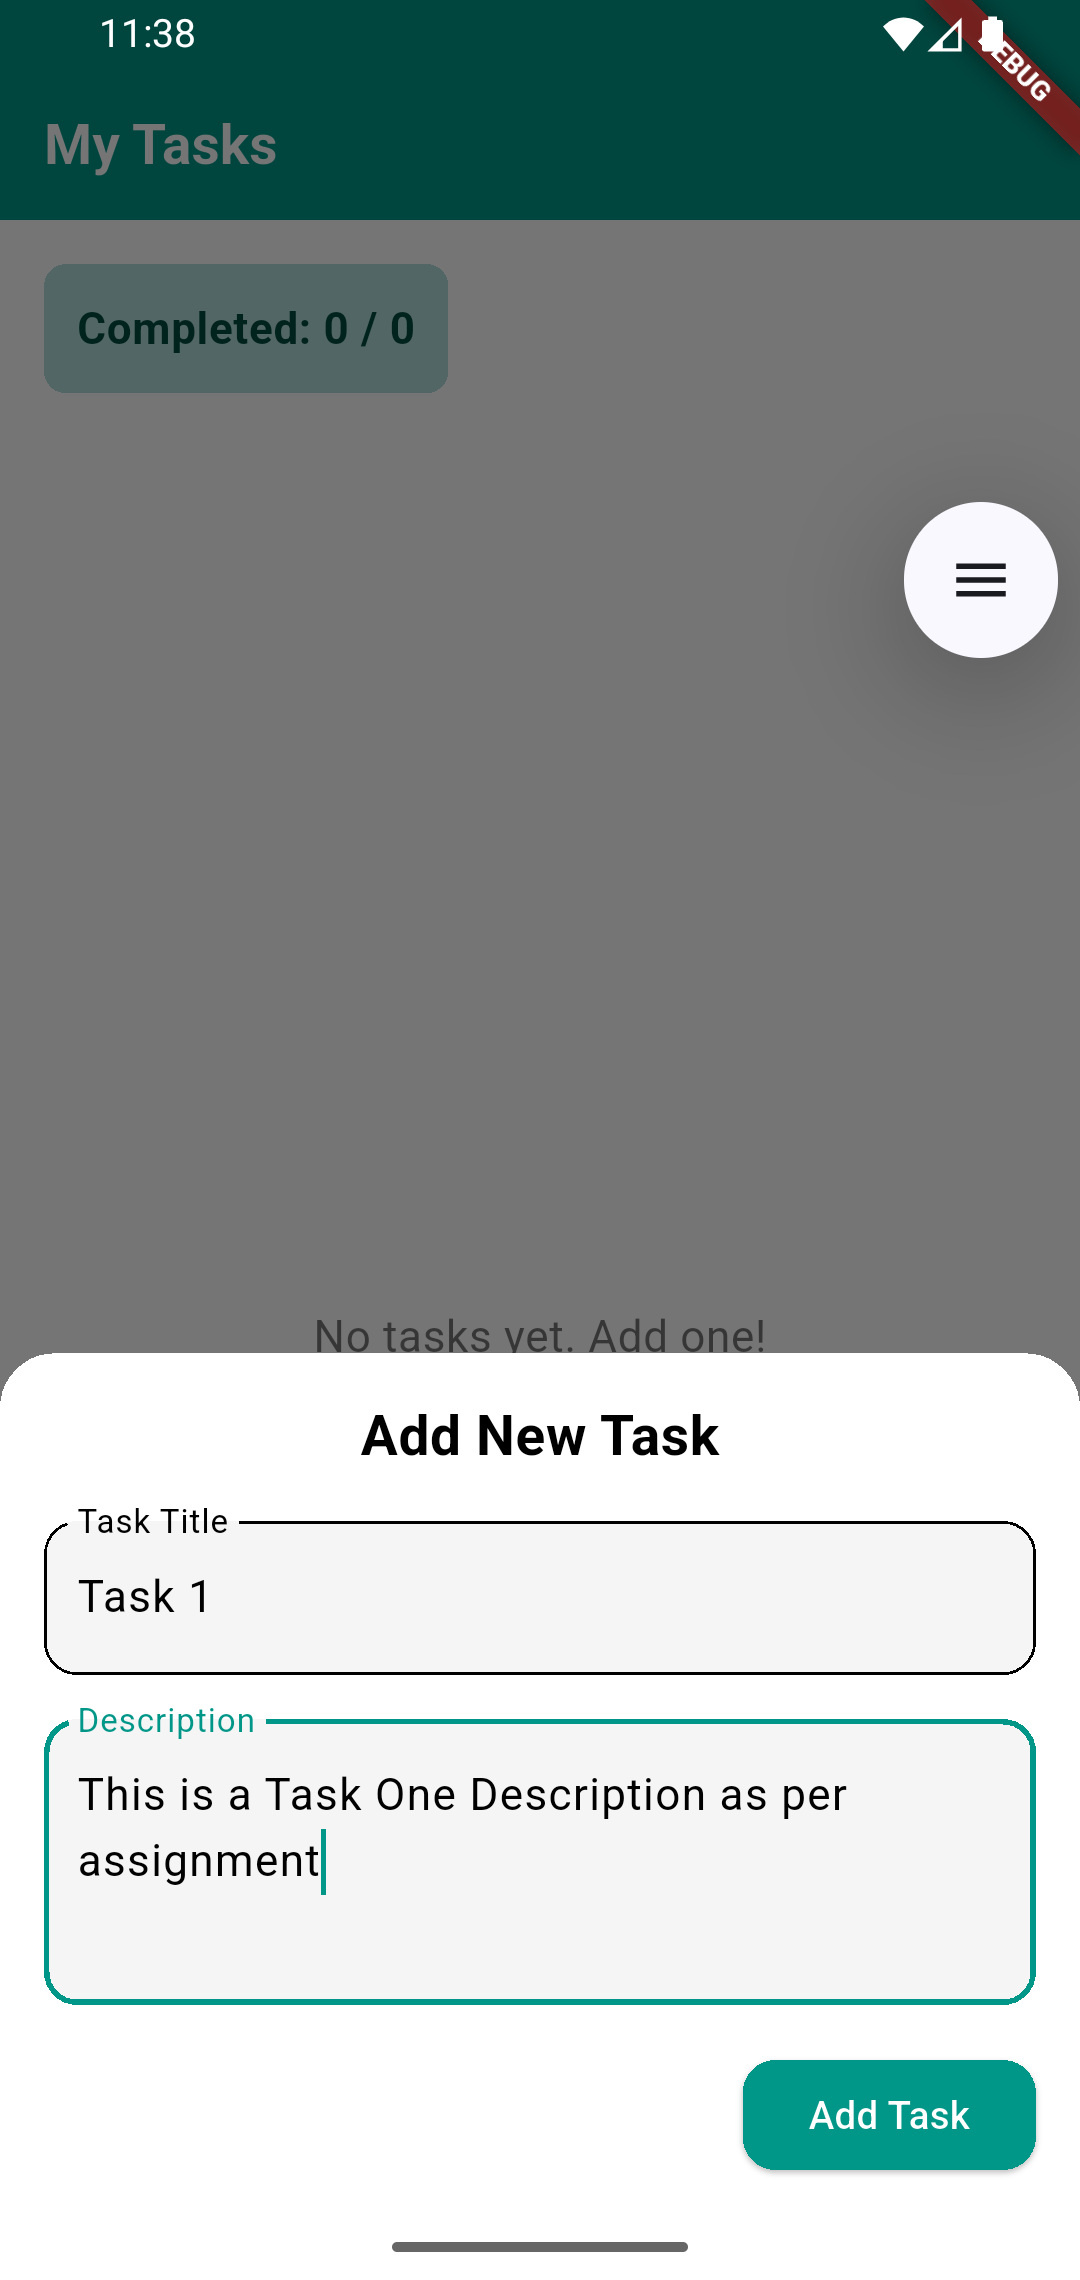 11:38
DEBUG
My Tasks
Completed: 0 / 0
No tasks yet. Add one!
Add New Task
Task Title
Task 1
Description
This is a Task One Description as per
assignment
Add Task